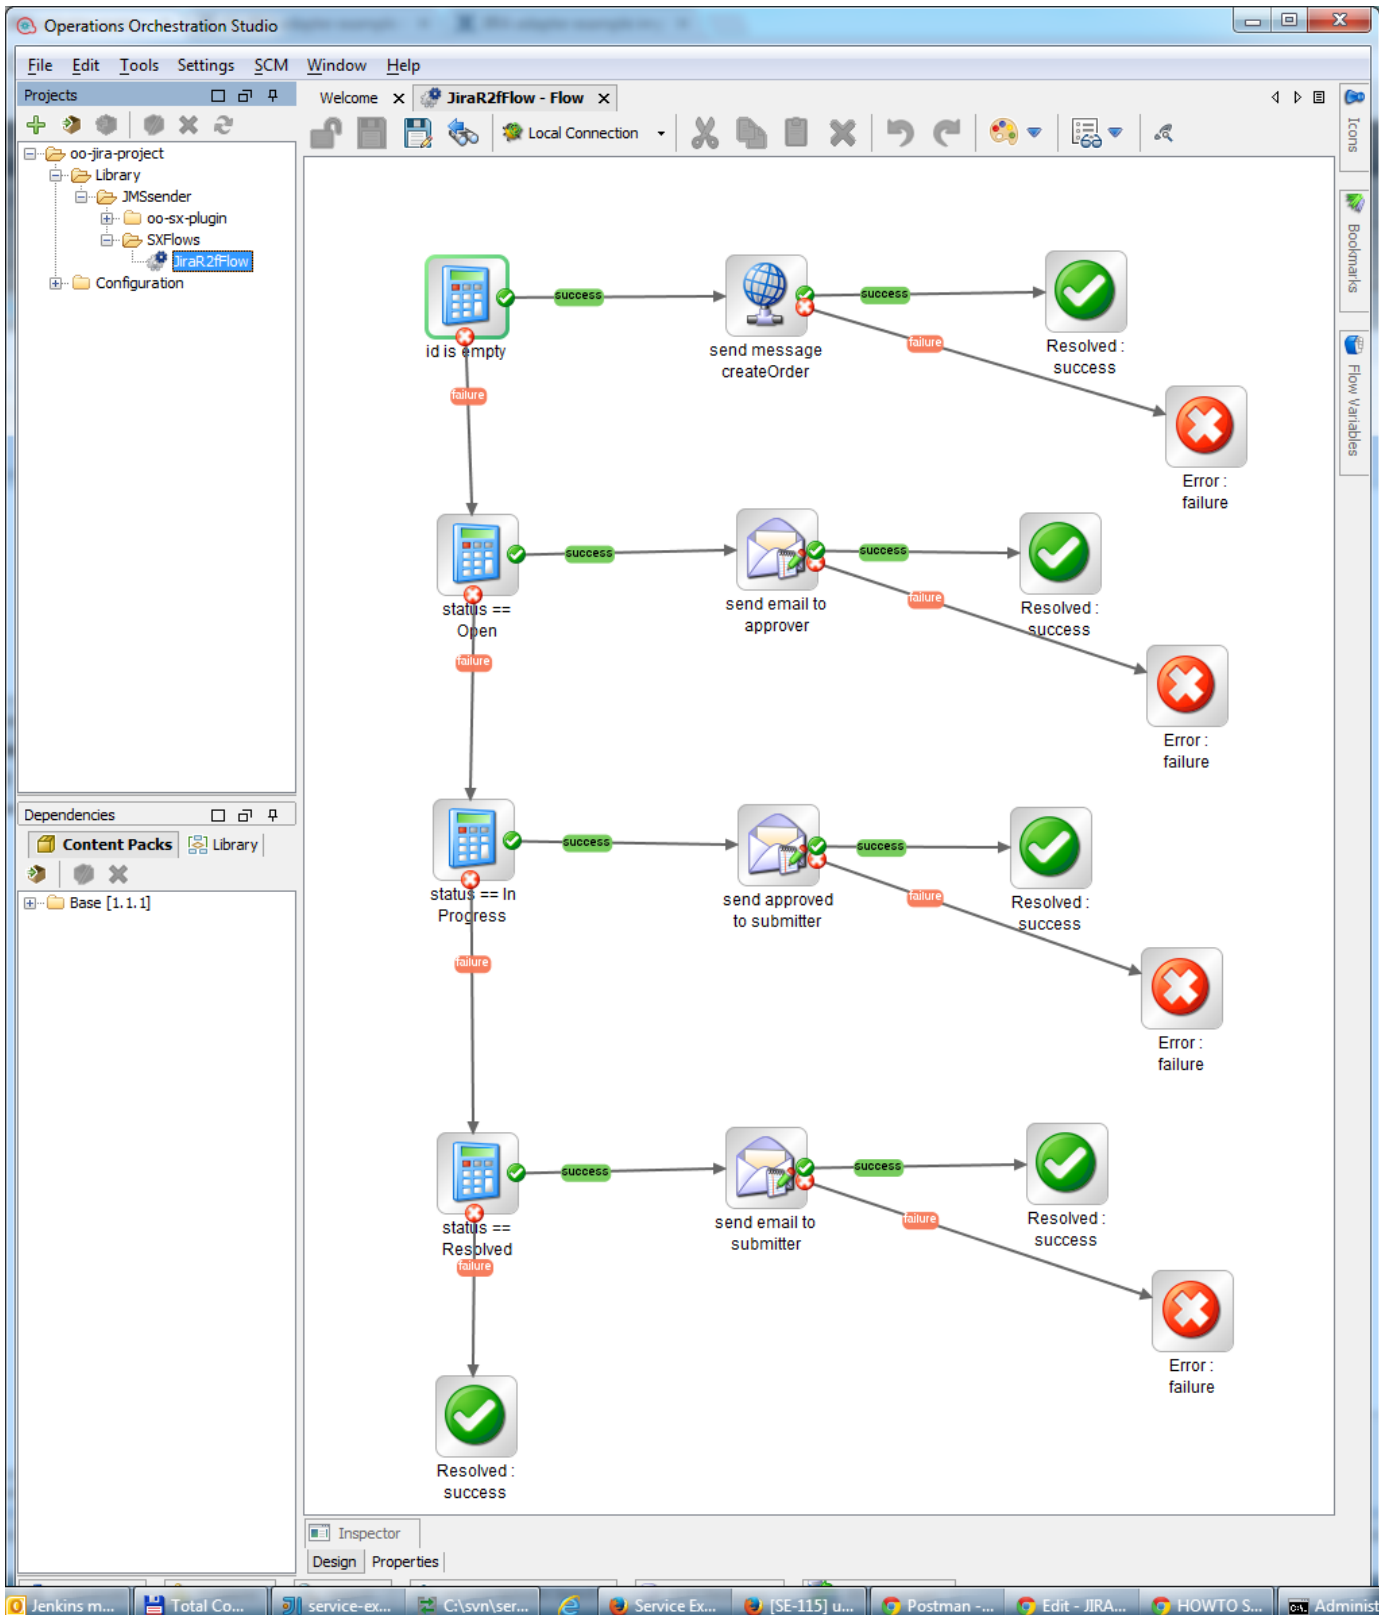 Operations Orchestration Studio
File Edit Tools Settings SCM Window Help
Projects
Welcome
JiraR2fFlow - Flow
Local Connection
oo-jira-project
Library
JMSsender
oo-sx-plugin
SXFlows
JiraR2fFlow
Configuration
Icons
Bookmarks
Flow Variables
success
success
id is empty
send message
createOrder
Resolved :
success
failure
failure
Error :
failure
success
success
status ==
Open
send email to
approver
Resolved :
success
failure
failure
Error :
failure
Dependencies
Content Packs
Library
Base [1.1.1]
success
success
status == In
Progress
send approved
to submitter
Resolved :
success
failure
failure
Error :
failure
success
success
status ==
Resolved
send email to
submitter
Resolved :
success
failure
failure
Error :
failure
Resolved :
success
Inspector
Design Properties
Jenkins m...
Total Co...
service-ex...
C:\svn\ser...
Service Ex...
[SE-115] u...
Postman -...
Edit - JIRA...
HOWTO S...
Administ